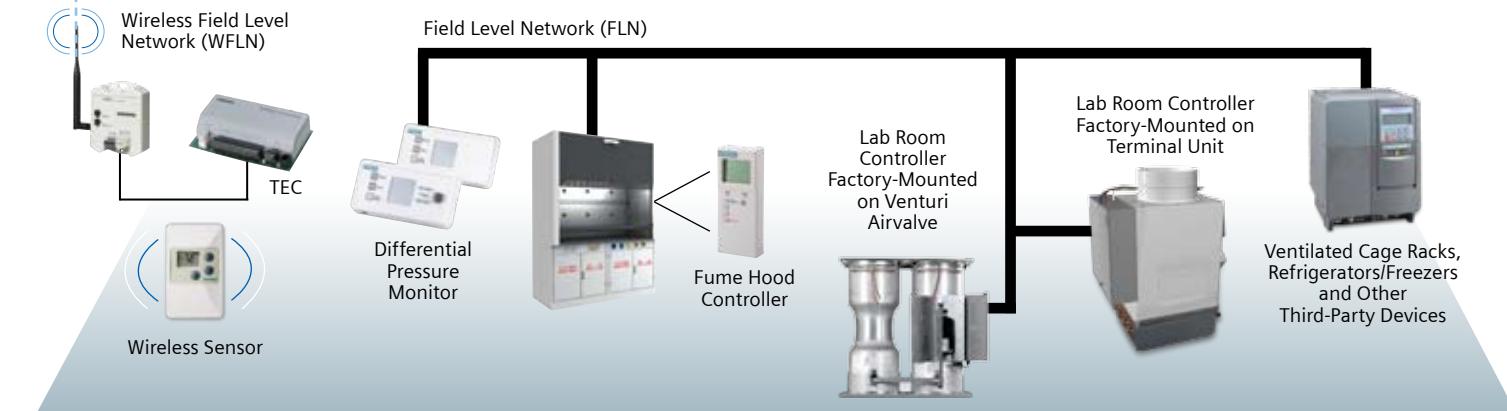 Wireless Field Level
Network (WFLN)
TEC
Wireless Sensor
Field Level Network (FLN)
Differential
Pressure
Monitor
Fume Hood
Controller
Lab Room
Controller
Factory-Mounted
on Venturi
Airvalve
Lab Room Controller
Factory-Mounted on
Terminal Unit
Ventilated Cage Racks,
Refrigerators/Freezers
and Other
Third-Party Devices